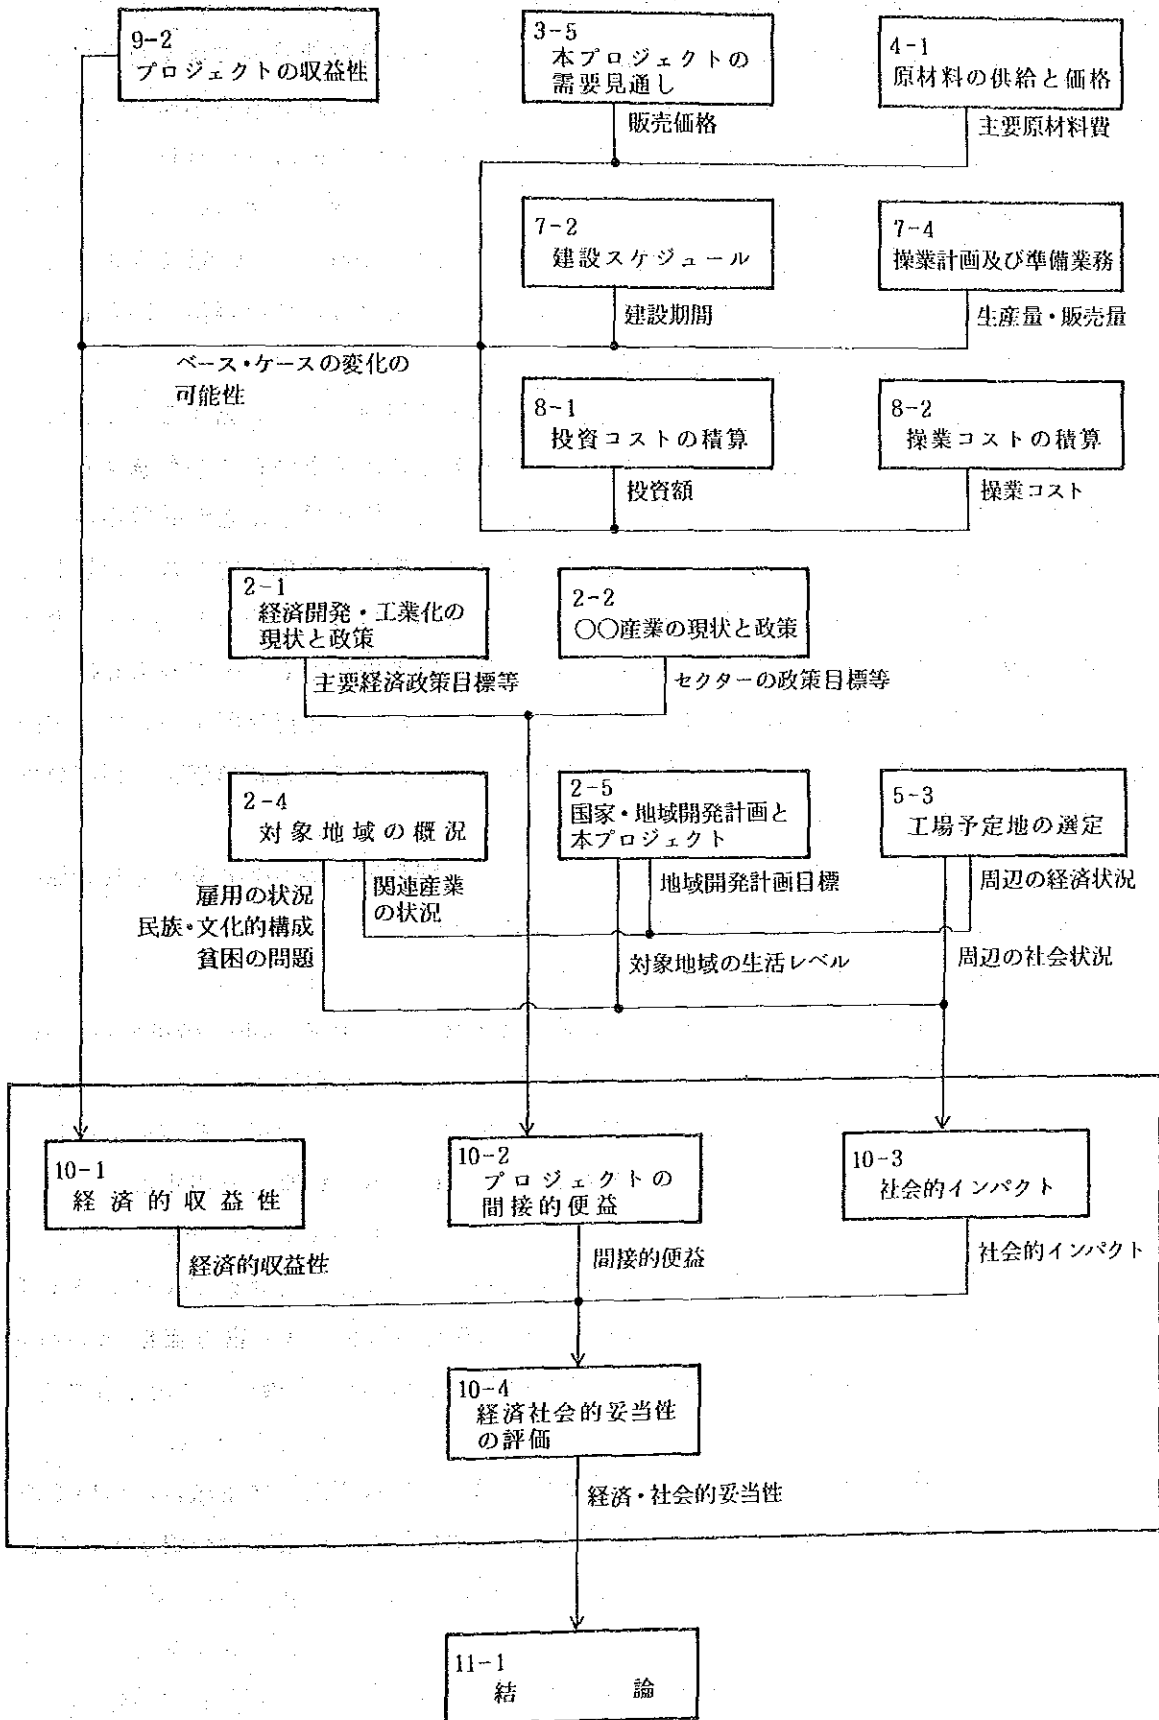 9-2
プロジェクトの収益性
3-5
本プロジェクトの
需要見通し
4-1
原材料の供給と価格
販売価格
主要原材料費
7-2
建設スケジュール
7-4
操業計画及び準備業務
建設期間
生産量・販売量
ベース・ケースの変化の
可能性
8-1
投資コストの積算
8-2
操業コストの積算
投資額
操業コスト
2-1
経済開発・工業化の
現状と政策
2-2
〇〇産業の現状と政策
主要経済政策目標等
セクターの政策目標等
2-4
対象地域の概況
2-5
国家・地域開発計画と
本プロジェクト
5-3
工場予定地の選定
雇用の状況
民族・文化的構成
貧困の問題
関連産業
の状況
地域開発計画目標
周辺の経済状況
対象地域の生活レベル
周辺の社会状況
10-1
経済的収益性
10-2
プロジェクトの
間接的便益
10-3
社会的インパクト
経済的収益性
間接的便益
社会的インパクト
10-4
経済社会的妥当性
の評価
経済・社会的妥当性
11-1
結論